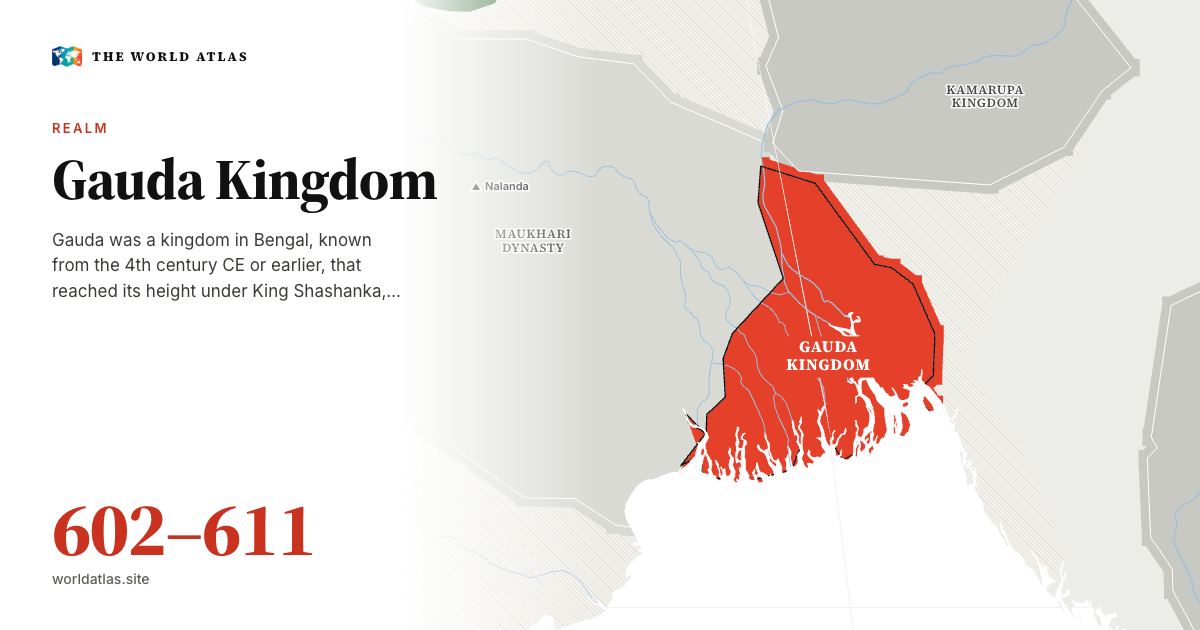 THE WORLD ATLAS
REALM
Gauda Kingdom
Gauda was a kingdom in Bengal, known
from the 4th century CE or earlier, that
reached its height under King Shashanka,...
602–611
worldatlas.site
KAMARUPA
KINGDOM
Nalanda
MAUKHARI
DYNASTY
GAUDA
KINGDOM